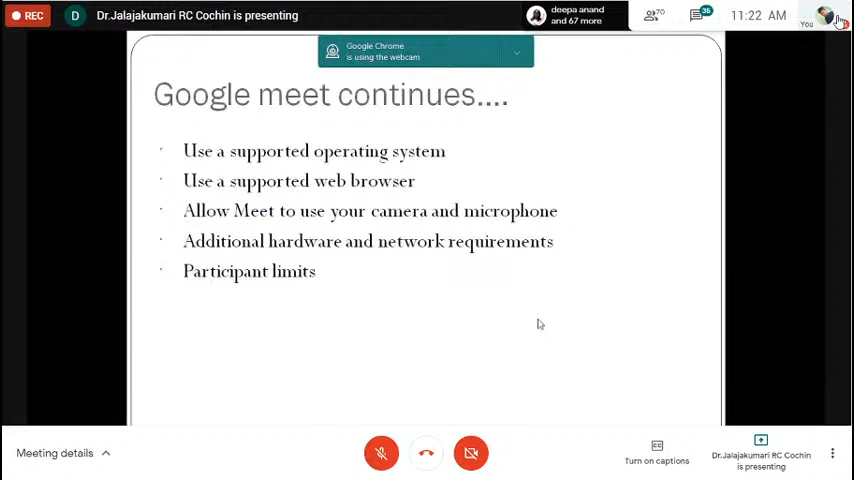 REC
D
Dr.Jalajakumari RC Cochin is presenting
deepa anand
and 67 more
70
36
11:22 AM
You
Google Chrome
is using the webcam
Google meet continues....
Use a supported operating system
Use a supported web browser
Allow Meet to use your camera and microphone
Additional hardware and network requirements
Participant limits
Meeting details
CC
Turn on captions
Dr.Jalajakumari RC Cochin
is presenting